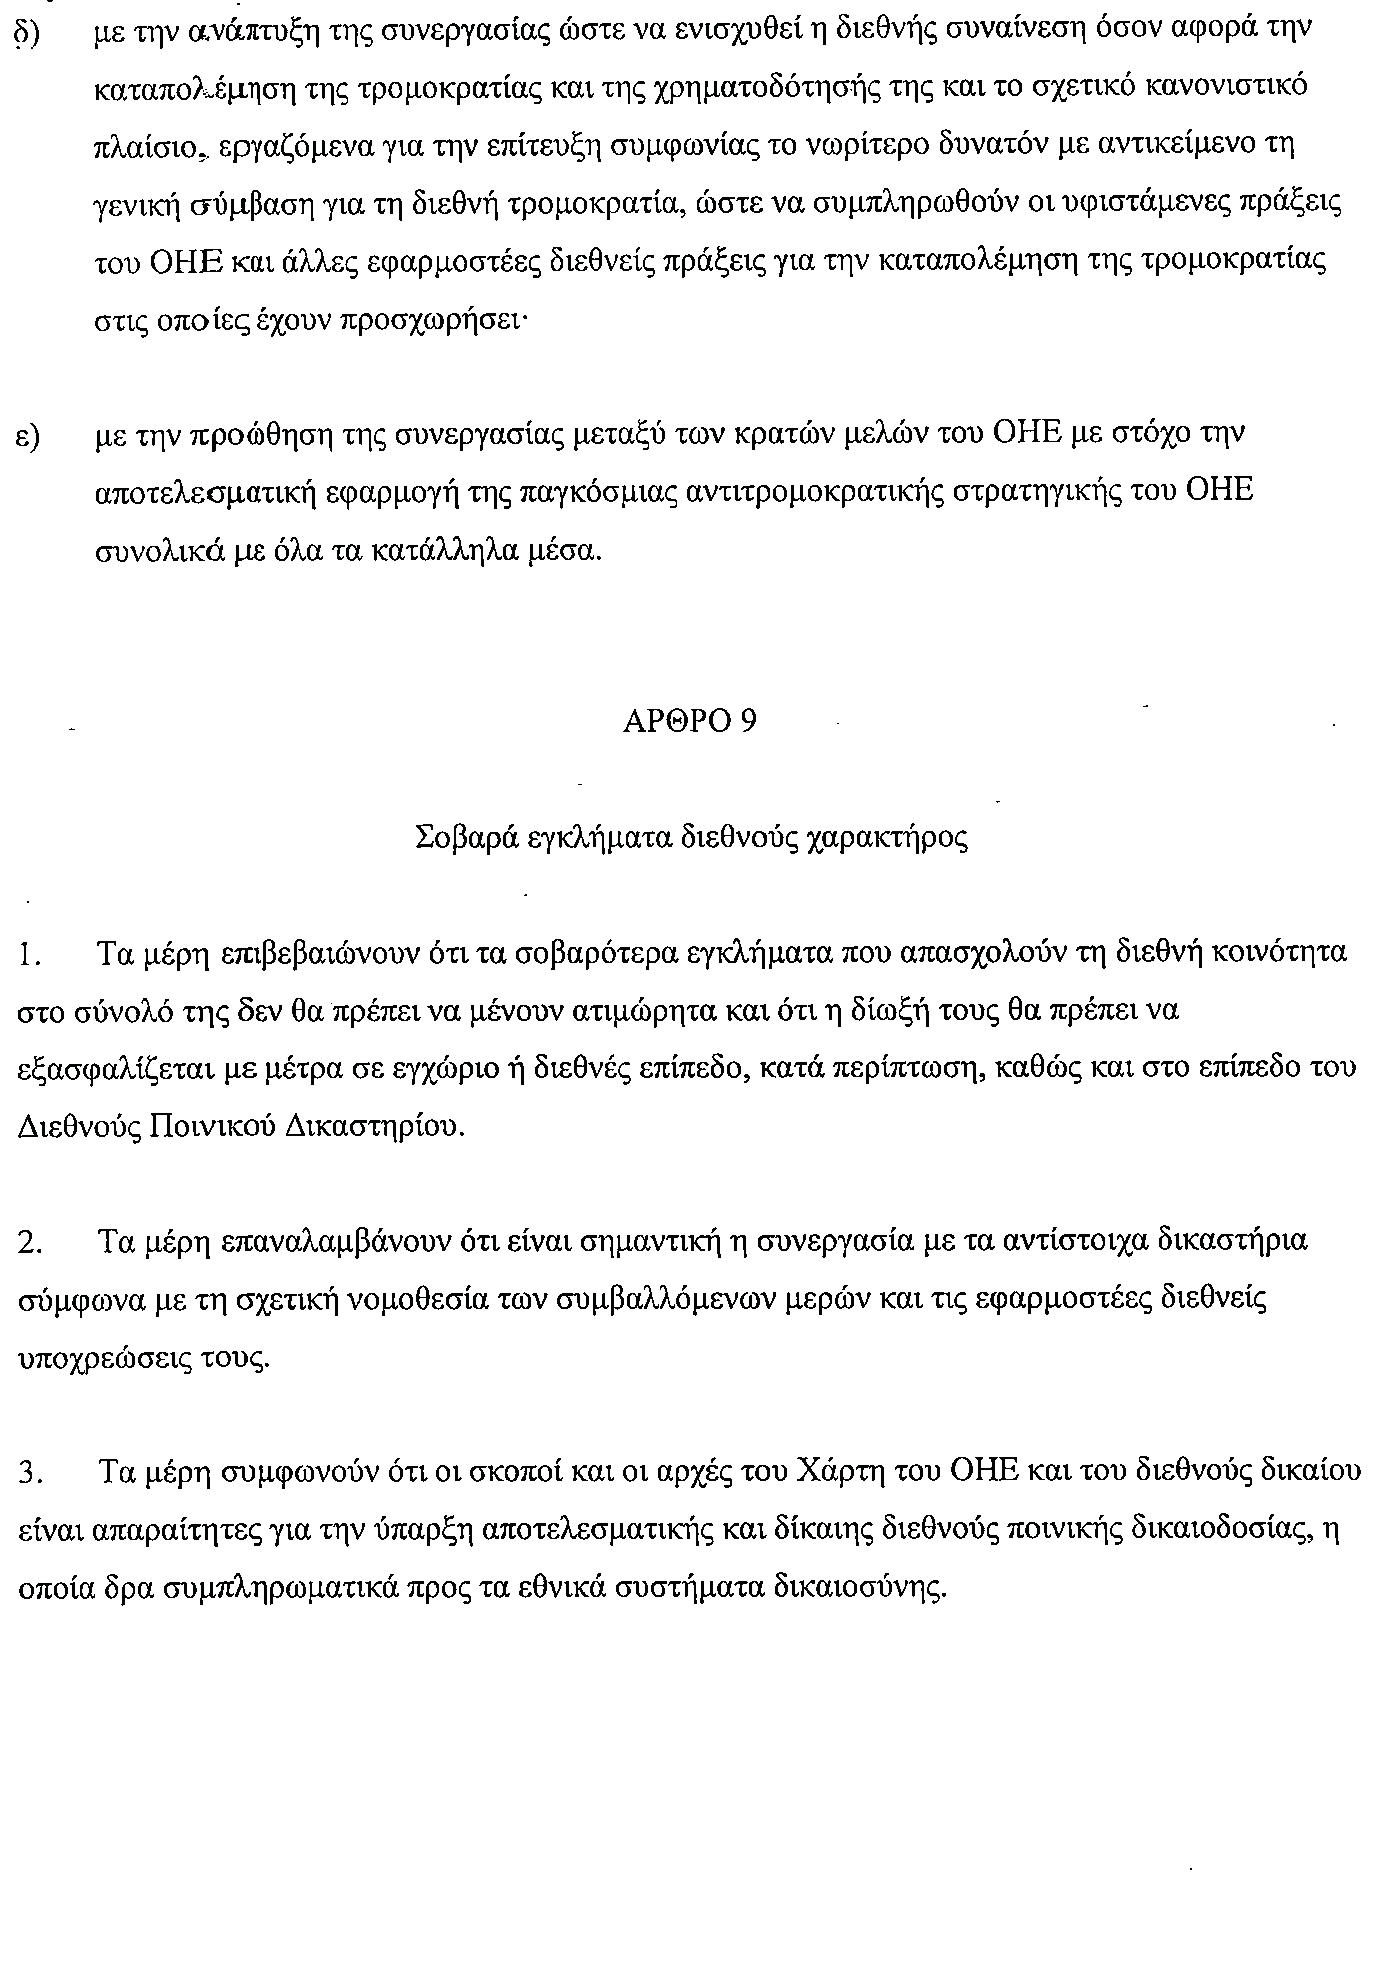 δ) με την ανάπτυξη της συνεργασίας ώστε να ενισχυθεί η διεθνής συναίνεση όσον αφορά την
καταπολέμηση της τρομοκρατίας και της χρηματοδότησής της και το σχετικό κανονιστικό
πλαίσιο, εργαζόμενα για την επίτευξη συμφωνίας το νωρίτερο δυνατόν με αντικείμενο τη
γενική σύμβαση για τη διεθνή τρομοκρατία, ώστε να συμπληρωθούν οι υφιστάμενες πράξεις
του ΟΗΕ και άλλες εφαρμοστέες διεθνείς πράξεις για την καταπολέμηση της τρομοκρατίας
στις οποίες έχουν προσχωρήσει·
ε) με την προώθηση της συνεργασίας μεταξύ των κρατών μελών του ΟΗΕ με στόχο την
αποτελεσματική εφαρμογή της παγκόσμιας αντιτρομοκρατικής στρατηγικής του ΟΗΕ
συνολικά με όλα τα κατάλληλα μέσα.
ΑΡΘΡΟ 9
Σοβαρά εγκλήματα διεθνούς χαρακτήρος
1. Τα μέρη επιβεβαιώνουν ότι τα σοβαρότερα εγκλήματα που απασχολούν τη διεθνή κοινότητα
στο σύνολό της δεν θα πρέπει να μένουν ατιμώρητα και ότι η δίωξή τους θα πρέπει να
εξασφαλίζεται με μέτρα σε εγχώριο ή διεθνές επίπεδο, κατά περίπτωση, καθώς και στο επίπεδο του
Διεθνούς Ποινικού Δικαστηρίου.
2. Τα μέρη επαναλαμβάνουν ότι είναι σημαντική η συνεργασία με τα αντίστοιχα δικαστήρια
σύμφωνα με τη σχετική νομοθεσία των συμβαλλόμενων μερών και τις εφαρμοστέες διεθνείς
υποχρεώσεις τους.
3. Τα μέρη συμφωνούν ότι οι σκοποί και οι αρχές του Χάρτη του ΟΗΕ και του διεθνούς δικαίου
είναι απαραίτητες για την ύπαρξη αποτελεσματικής και δίκαιης διεθνούς ποινικής δικαιοδοσίας, η
οποία δρα συμπληρωματικά προς τα εθνικά συστήματα δικαιοσύνης.